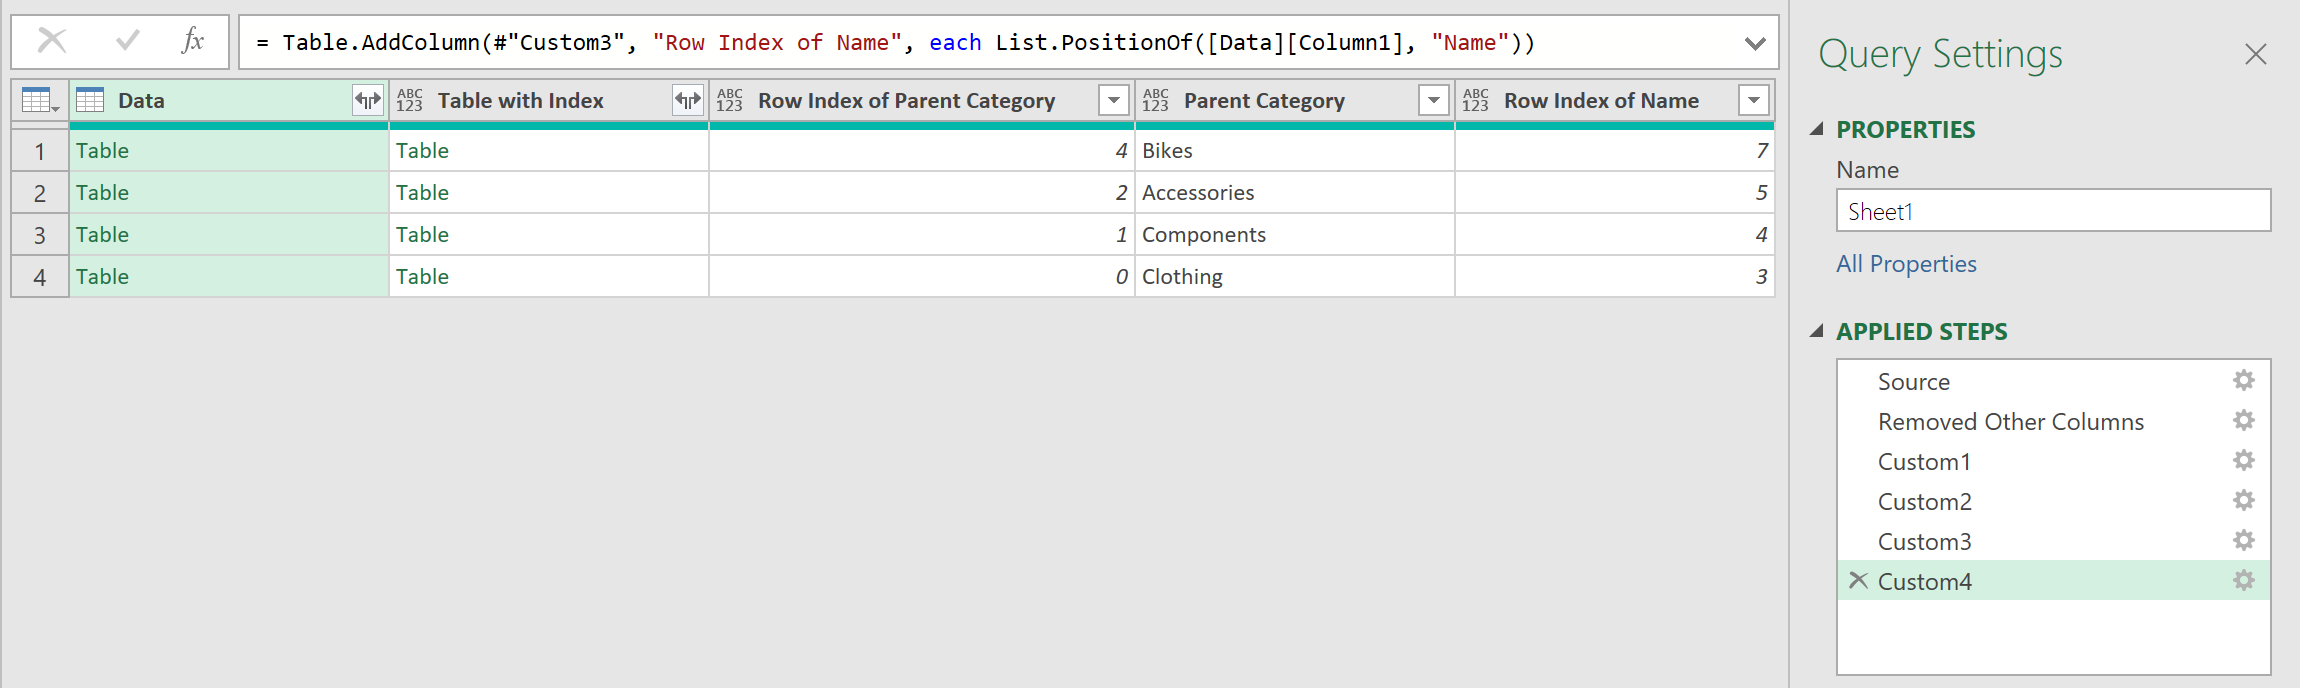 fx = Table.AddColumn(#"Custom3", "Row Index of Name", each List.PositionOf([Data][Column1], "Name"))
Data ABC 123 Table with Index ABC 123 Row Index of Parent Category ABC 123 Parent Category ABC 123 Row Index of Name
1 Table Table 4 Bikes 7
2 Table Table 2 Accessories 5
3 Table Table 1 Components 4
4 Table Table 0 Clothing 3
Query Settings
PROPERTIES
Name
Sheet1
All Properties
APPLIED STEPS
Source
Removed Other Columns
Custom1
Custom2
Custom3
Custom4